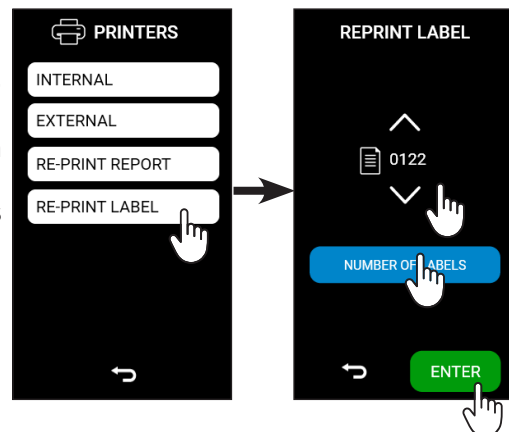 PRINTERS
INTERNAL
EXTERNAL
RE-PRINT REPORT
RE-PRINT LABEL
REPRINT LABEL
0122
NUMBER OF LABELS
ENTER